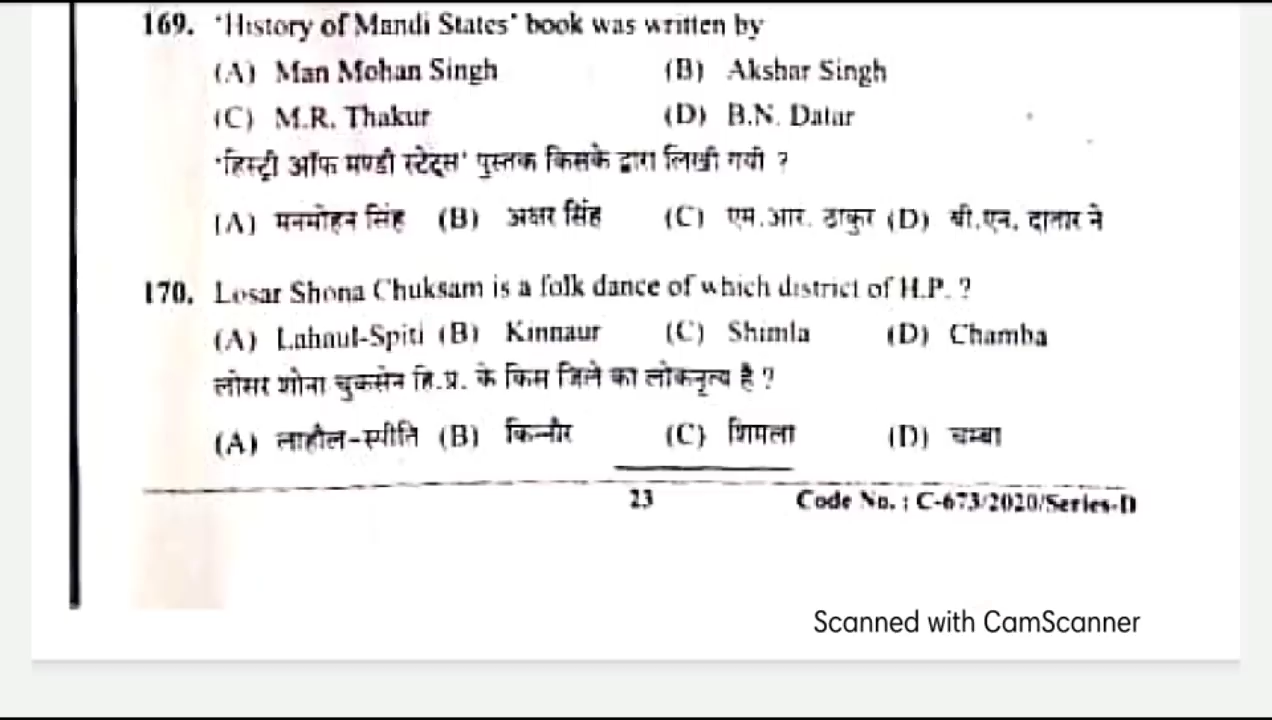 169. 'History of Mandi States' book was written by
(A) Man Mohan Singh (B) Akshar Singh
(C) M.R. Thakur (D) B.N. Datar
'हिस्ट्री ऑफ मण्डी स्टेट्स' पुस्तक किसके द्वारा लिखी गयी ?
(A) मनमोहन सिंह (B) अक्षर सिंह (C) एम.आर. ठाकुर (D) बी.एन. दातार ने
170. Losar Shona Chuksam is a folk dance of which district of H.P. ?
(A) Lahaul-Spiti (B) Kinnaur (C) Shimla (D) Chamba
लोसर शोना चुकसेन हि.प्र. के किस जिले का लोकनृत्य है ?
(A) लाहौल-स्पीति (B) किन्नौर (C) शिमला (D) चम्बा
23 Code No. : C-673/2020/Series-D
Scanned with CamScanner